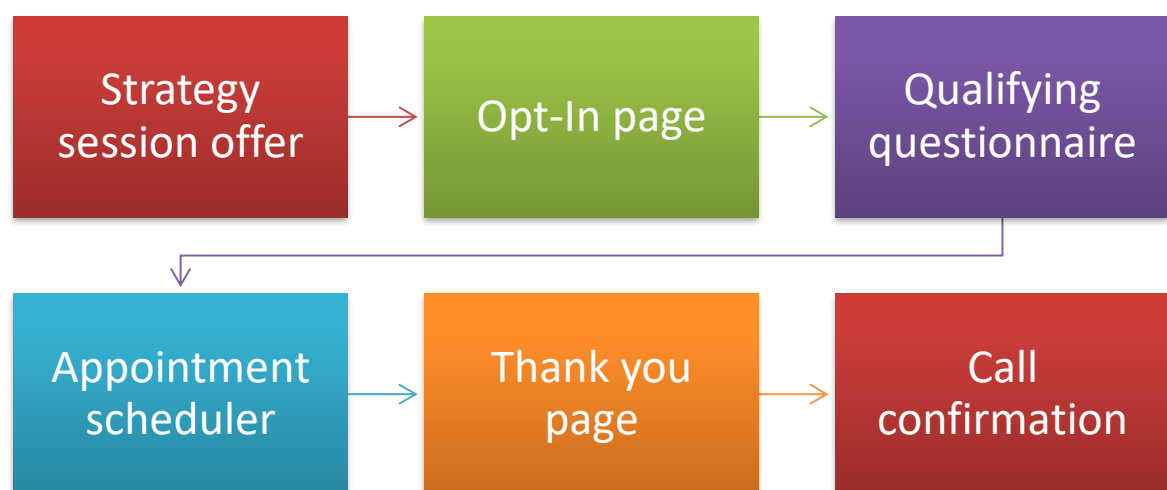 Strategy
session offer
Opt-In page
Qualifying
questionnaire
Appointment
scheduler
Thank you
page
Call
confirmation